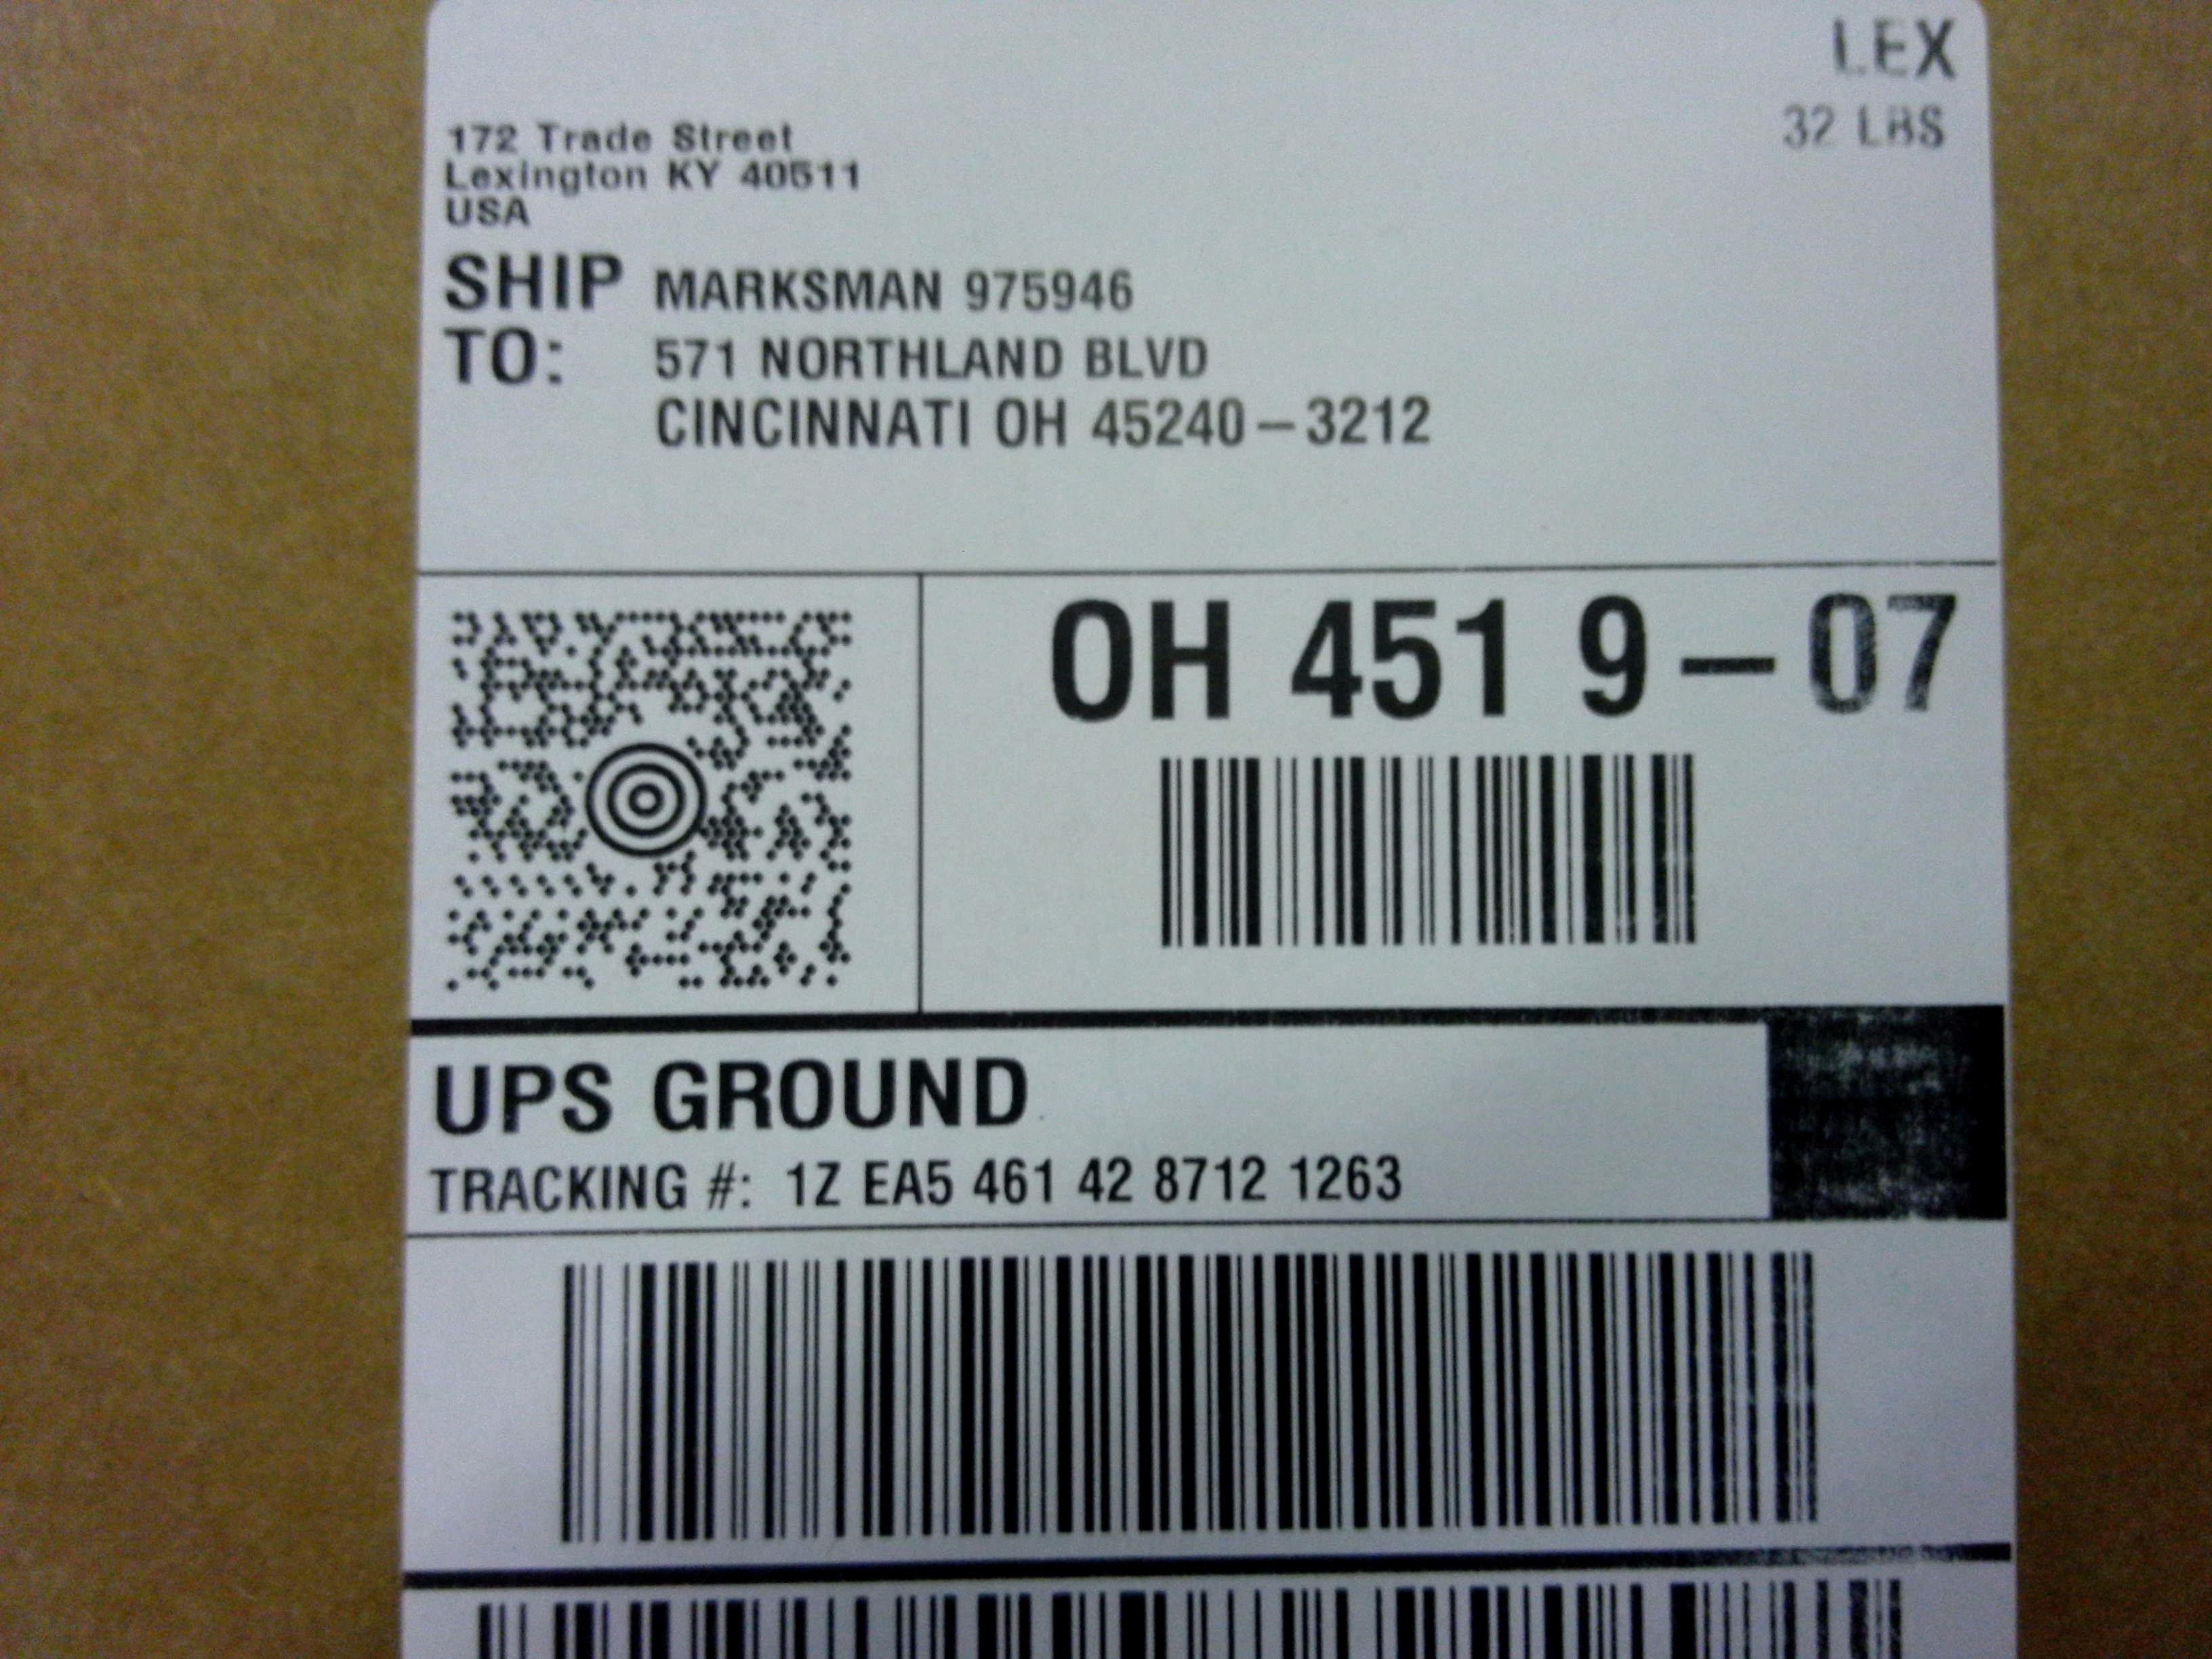 LEX
32 LBS
172 Trade Street
Lexington KY 40511
USA
SHIP TO: MARKSMAN 975946
571 NORTHLAND BLVD
CINCINNATI OH 45240-3212
OH 451 9-07
UPS GROUND
TRACKING #: 1Z EA5 461 42 8712 1263